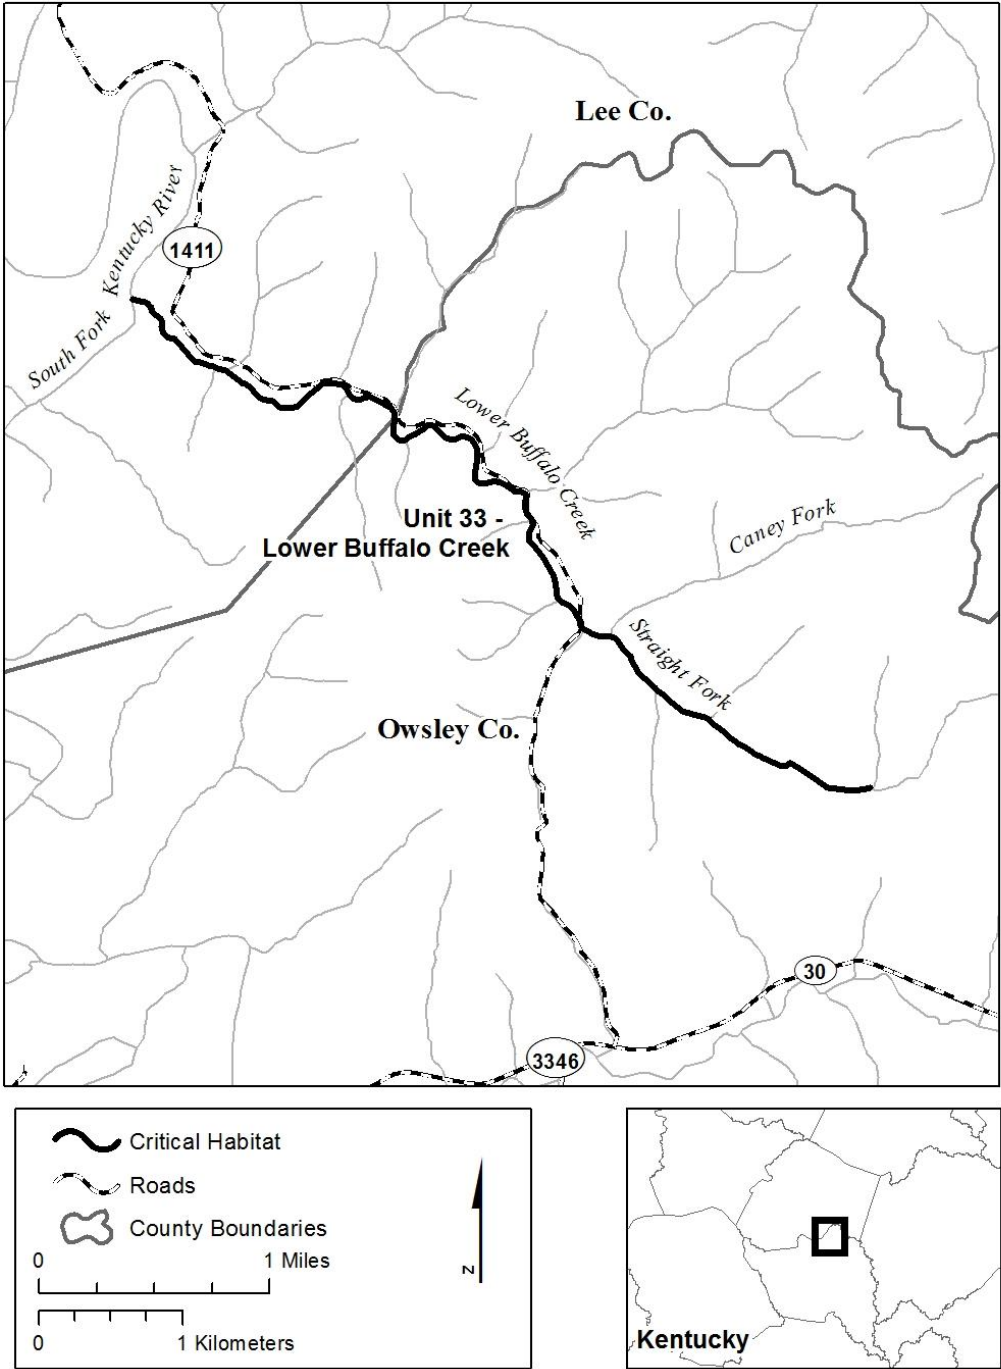 Lee Co.
South Fork Kentucky River
1411
Lower Buffalo Creek
Unit 33 -
Lower Buffalo Creek
Caney Fork
Straight Fork
Owsley Co.
30
3346
Critical Habitat
Roads
County Boundaries
0 1 Miles
0 1 Kilometers
N
Kentucky